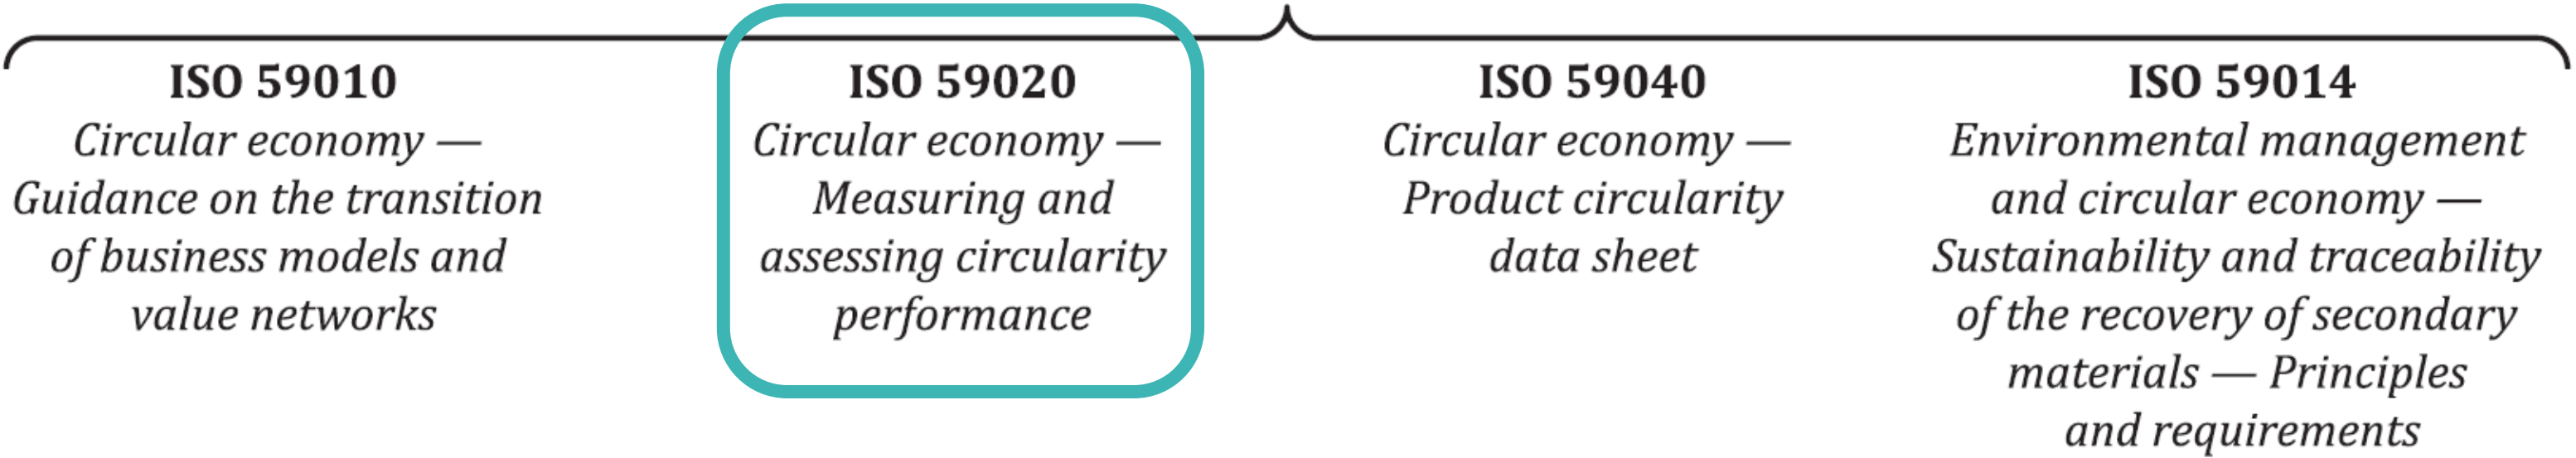 ISO 59010
Circular economy —
Guidance on the transition
of business models and
value networks
ISO 59020
Circular economy —
Measuring and
assessing circularity
performance
ISO 59040
Circular economy —
Product circularity
data sheet
ISO 59014
Environmental management
and circular economy —
Sustainability and traceability
of the recovery of secondary
materials — Principles
and requirements